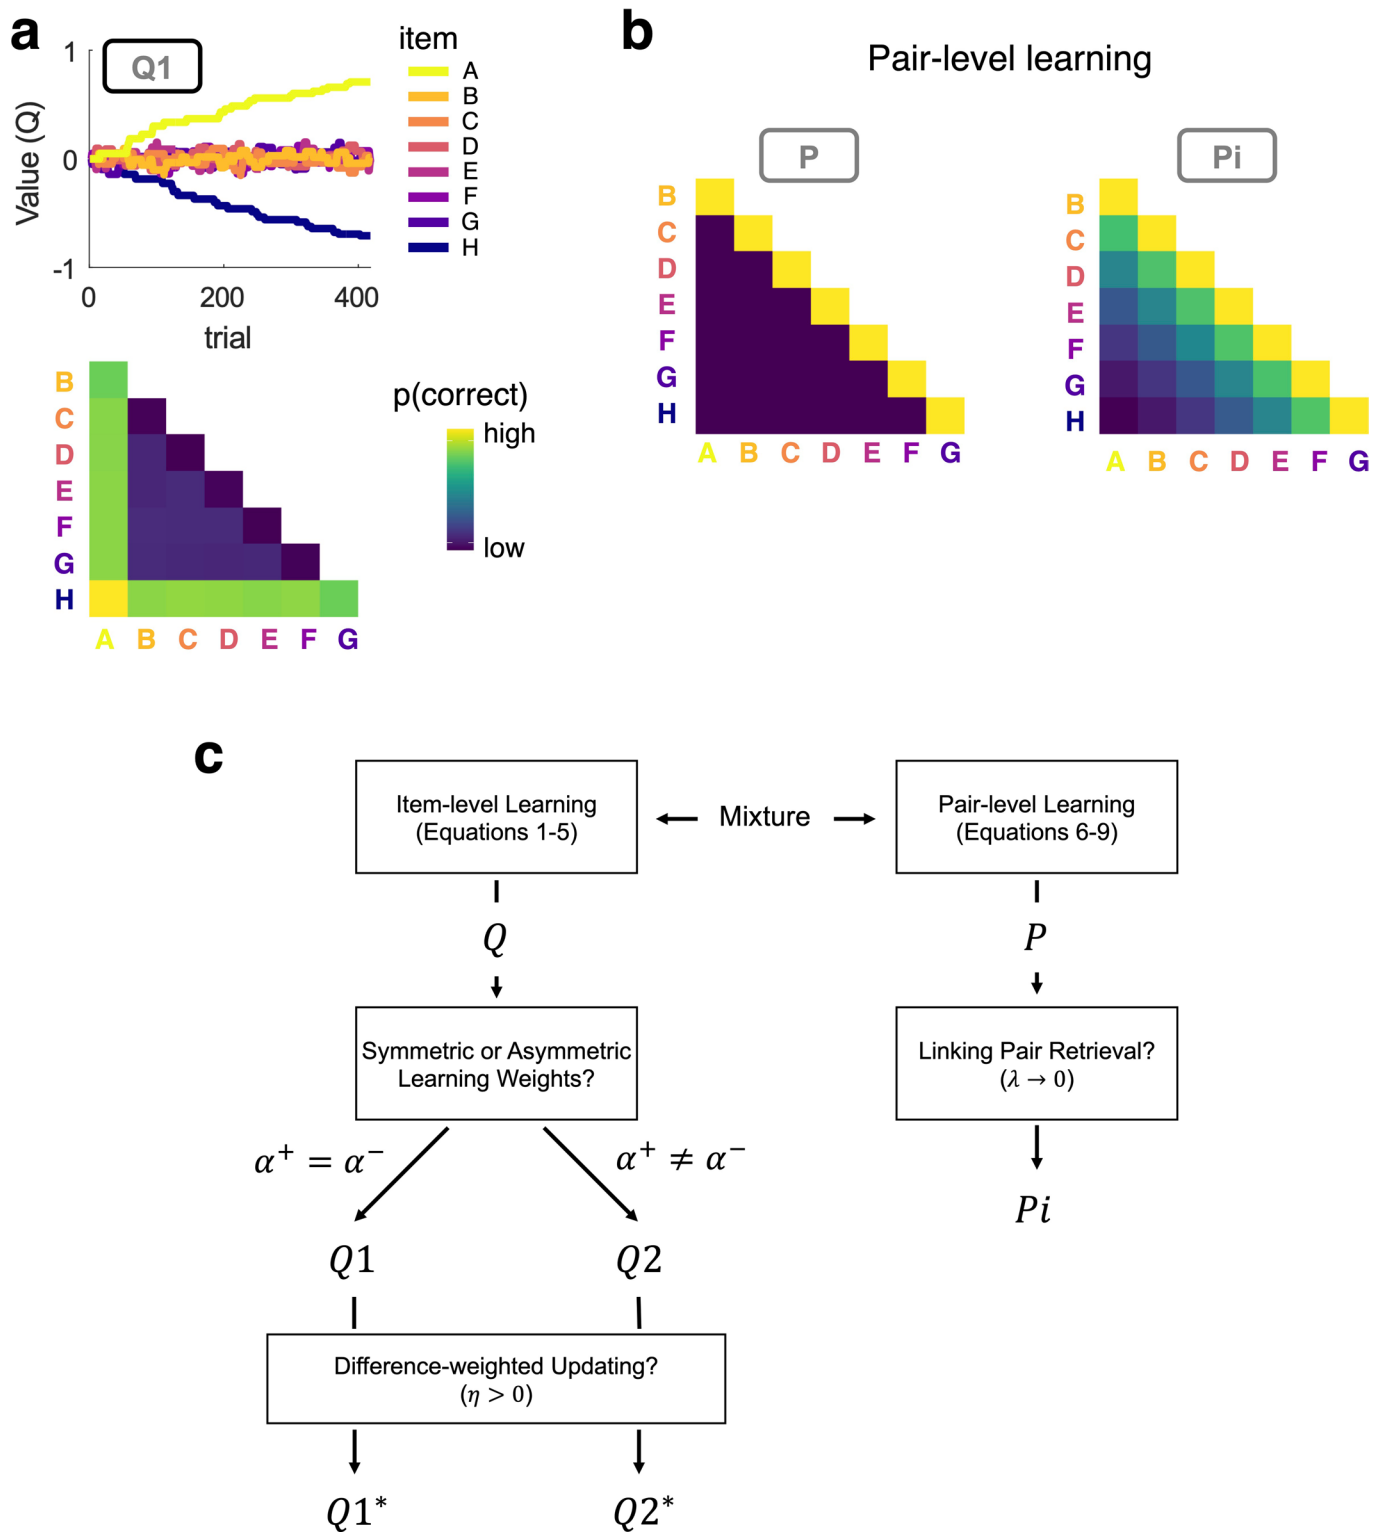 a
Q1
Value (Q)
1
0
-1
0
200
400
trial
item
A
B
C
D
E
F
G
H
B
C
D
E
F
G
H
A B C D E F G
p(correct)
high
low
b
Pair-level learning
P
B
C
D
E
F
G
H
A B C D E F G
Pi
B
C
D
E
F
G
H
A B C D E F G
c
Item-level Learning
(Equations 1-5)
Mixture
Pair-level Learning
(Equations 6-9)
Q
P
Symmetric or Asymmetric
Learning Weights?
Linking Pair Retrieval?
(λ → 0)
α⁺ = α⁻
α⁺ ≠ α⁻
Pi
Q1
Q2
Difference-weighted Updating?
(η > 0)
Q1*
Q2*